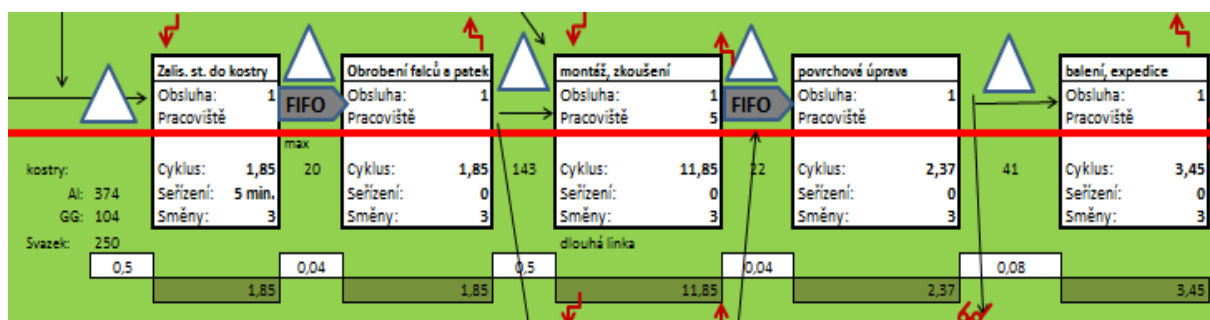 Zalis. st. do kostry
Obsluha: 1
Pracoviště
Cyklus: 1,85
Seřízení: 5 min.
Směny: 3
FIFO
max
20
Obrobení falců a patek
Obsluha: 1
Pracoviště
Cyklus: 1,85
Seřízení: 0
Směny: 3
143
montáž, zkoušení
Obsluha: 1
Pracoviště 5
Cyklus: 11,85
Seřízení: 0
Směny: 3
dlouhá linka
FIFO
22
povrchová úprava
Obsluha: 1
Pracoviště
Cyklus: 2,37
Seřízení: 0
Směny: 3
41
balení, expedice
Obsluha: 1
Pracoviště
Cyklus: 3,45
Seřízení: 0
Směny: 3
kostry:
Al: 374
GG: 104
Svazek: 250
0,5 0,04 0,5 0,04 0,08
1,85 1,85 11,85 2,37 3,45